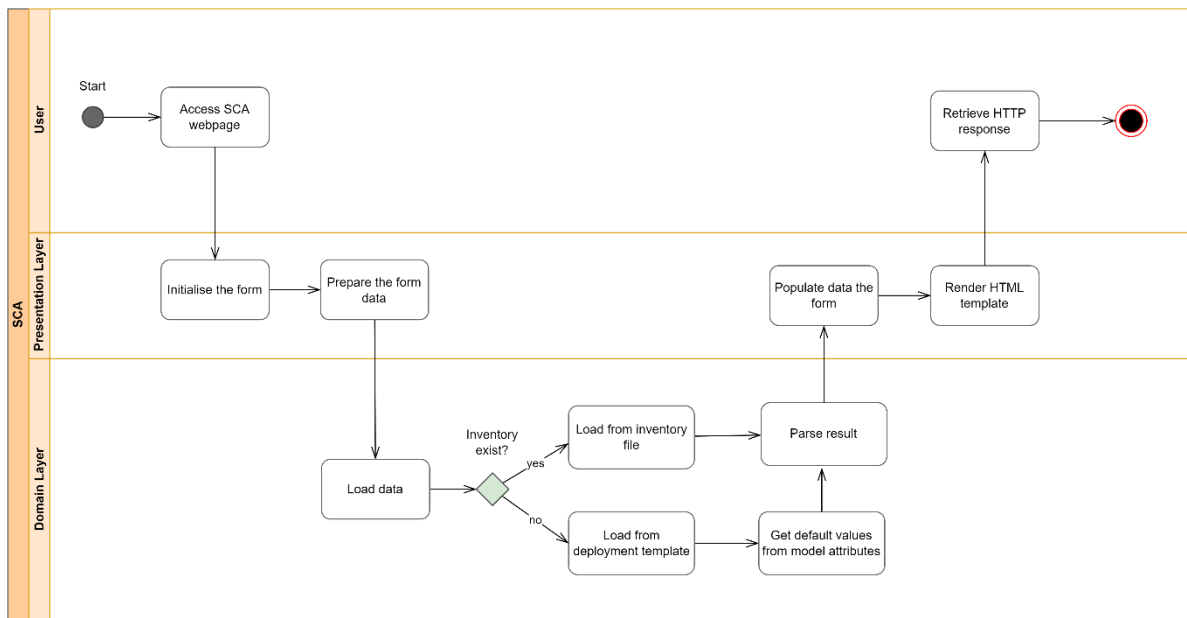 SCA
User
Start
Access SCA
webpage
Retrieve HTTP
response
Presentation Layer
Initialise the form
Prepare the form
data
Populate data the
form
Render HTML
template
Domain Layer
Load data
Inventory
exist?
yes
no
Load from inventory
file
Load from
deployment template
Parse result
Get default values
from model attributes